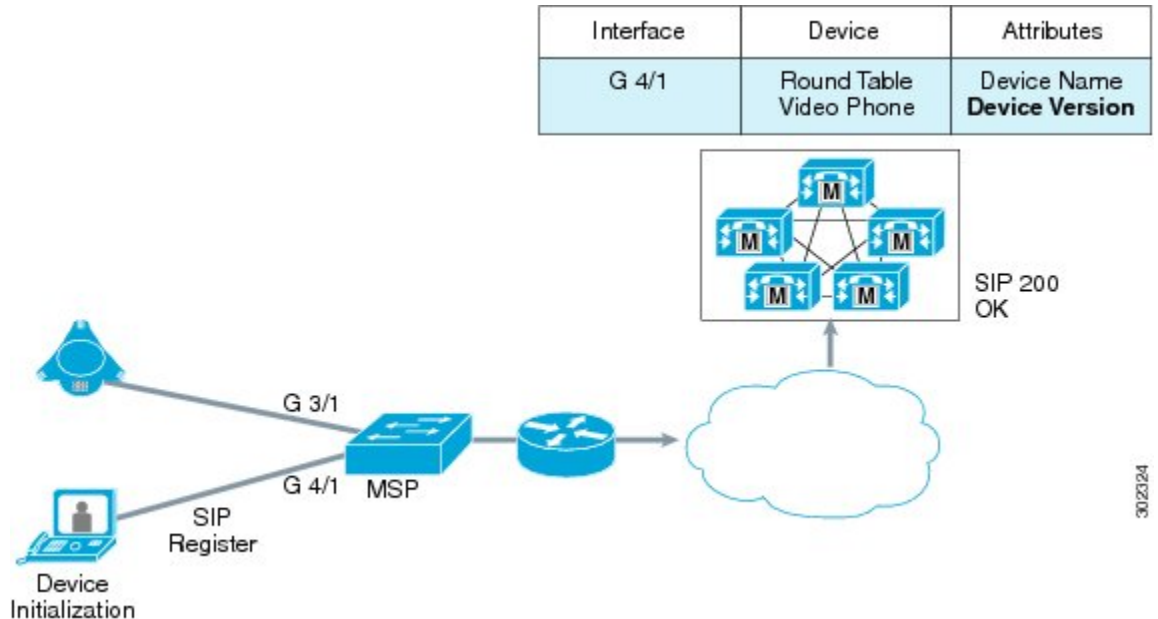 Interface Device Attributes
G 4/1 Round Table Video Phone Device Name Device Version
M
M M
M M
SIP 200
OK
G 3/1
G 4/1
MSP
SIP
Register
Device
Initialization
302324